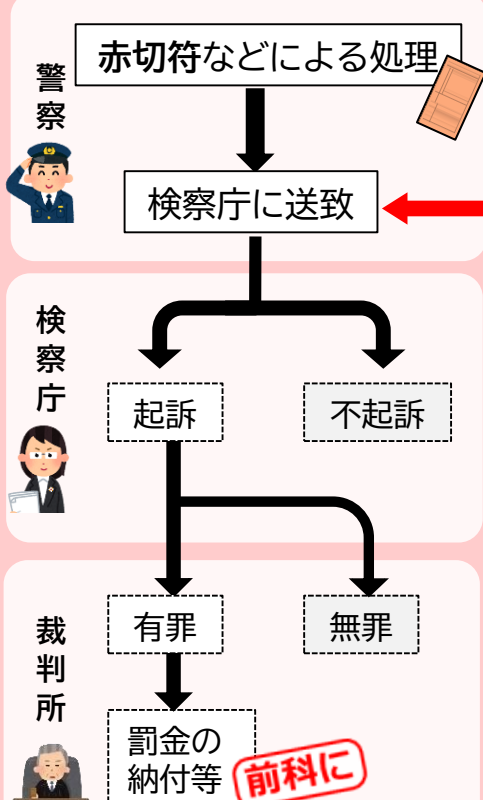 警察
赤切符などによる処理
検察庁に送致
検察庁
起訴
不起訴
裁判所
有罪
無罪
罰金の
納付等
前科に